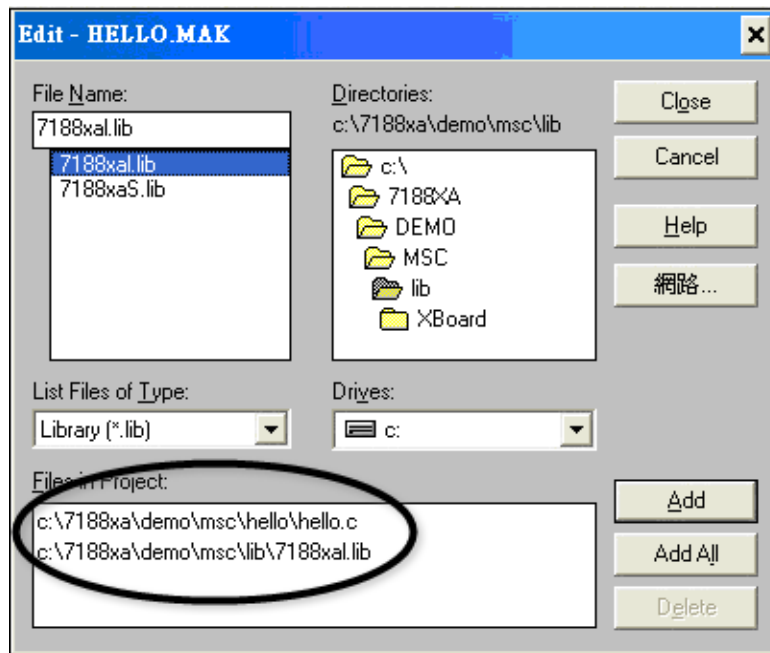 Edit - HELLO.MAK
File Name:
7188xal.lib
7188xal.lib
7188xaS.lib
Directories:
c:\7188xa\demo\msc\lib
c:\
7188XA
DEMO
MSC
lib
XBoard
Close
Cancel
Help
網路...
List Files of Type:
Library (*.lib)
Drives:
c:
Files in Project:
c:\7188xa\demo\msc\hello\hello.c
c:\7188xa\demo\msc\lib\7188xal.lib
Add
Add All
Delete